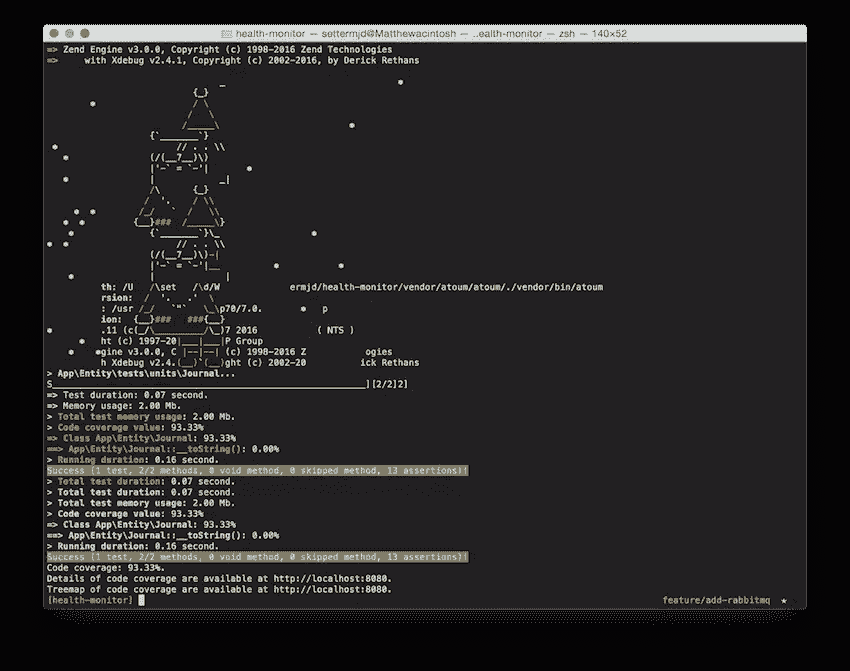 health-monitor — settermjd@Matthewacintosh — ..ealth-monitor — zsh — 140×52
=> Zend Engine v3.0.0, Copyright (c) 1998-2016 Zend Technologies
=>     with Xdebug v2.4.1, Copyright (c) 2002-2016, by Derick Rethans
th: /U   /\set   /\d/W             ermjd/health-monitor/vendor/atoum/atoum/./vendor/bin/atoum
rsion:
: /usr /_/   `"`   \_\p70/7.0.       *   p
ion:  {__}###   ###{__}
.11 (c(_/\_________/\_)7 2016           ( NTS )
ht (c) 1997-20|___|___|P Group
*gine v3.0.0, C |~~|~~| (c) 1998-2016 Z           ogies
h Xdebug v2.4.(__)`(__)ght (c) 2002-20          ick Rethans
> App\Entity\tests\units\Journal...
S___________________________________________________________][2/2]2]
=> Test duration: 0.07 second.
=> Memory usage: 2.00 Mb.
> Total test memory usage: 2.00 Mb.
> Code coverage value: 93.33%
=> Class App\Entity\Journal: 93.33%
==> App\Entity\Journal::__toString(): 0.00%
> Running duration: 0.16 second.
Success (1 test, 2/2 methods, 0 void method, 0 skipped method, 13 assertions)!
> Total test duration: 0.07 second.
> Total test duration: 0.07 second.
> Total test memory usage: 2.00 Mb.
> Code coverage value: 93.33%
=> Class App\Entity\Journal: 93.33%
==> App\Entity\Journal::__toString(): 0.00%
> Running duration: 0.16 second.
Success (1 test, 2/2 methods, 0 void method, 0 skipped method, 13 assertions)!
Code coverage: 93.33%.
Details of code coverage are available at http://localhost:8080.
Treemap of code coverage are available at http://localhost:8080.
[health-monitor]
feature/add-rabbitmq ★